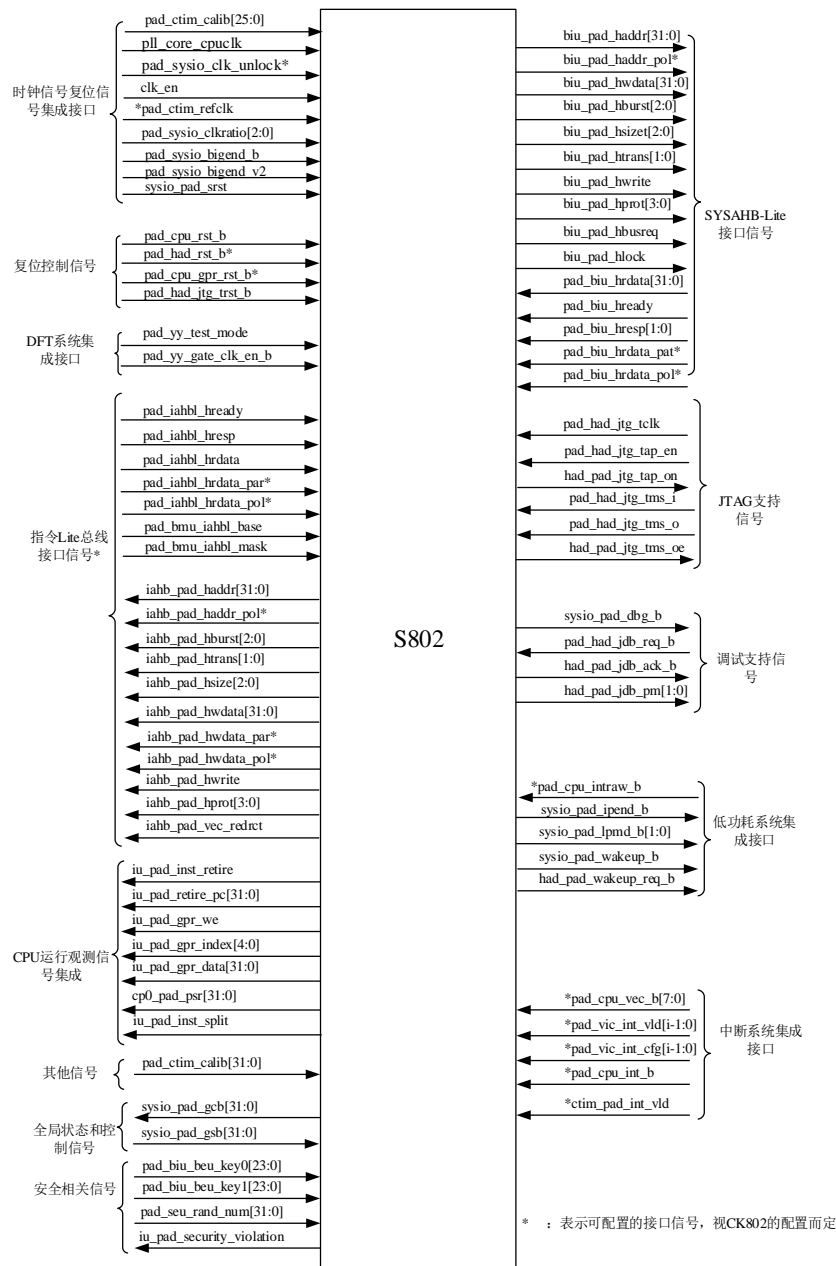 pad_ctim_calib[25:0]
pll_core_cpuclk
pad_sysio_clk_unlock*
clk_en
*pad_ctim_refclk
pad_sysio_clkratio[2:0]
pad_sysio_bigend_b
pad_sysio_bigend_v2
sysio_pad_srst
时钟信号复位信
号集成接口
pad_cpu_rst_b
pad_had_rst_b*
pad_cpu_gpr_rst_b*
pad_had_jtg_trst_b
复位控制信号
pad_yy_test_mode
pad_yy_gate_clk_en_b
DFT系统集
成接口
pad_iahbl_hready
pad_iahbl_hresp
pad_iahbl_hrdata
pad_iahbl_hrdata_par*
pad_iahbl_hrdata_pol*
pad_bmu_iahbl_base
pad_bmu_iahbl_mask
指令Lite总线
接口信号*
iahb_pad_haddr[31:0]
iahb_pad_haddr_pol*
iahb_pad_hburst[2:0]
iahb_pad_htrans[1:0]
iahb_pad_hsize[2:0]
iahb_pad_hwdata[31:0]
iahb_pad_hwdata_par*
iahb_pad_hwdata_pol*
iahb_pad_hwrite
iahb_pad_hprot[3:0]
iahb_pad_vec_redrct
iu_pad_inst_retire
iu_pad_retire_pc[31:0]
iu_pad_gpr_we
iu_pad_gpr_index[4:0]
iu_pad_gpr_data[31:0]
cp0_pad_psr[31:0]
iu_pad_inst_split
CPU运行观测信
号集成
pad_ctim_calib[31:0]
其他信号
sysio_pad_gcb[31:0]
sysio_pad_gsb[31:0]
全局状态和控
制信号
pad_biu_beu_key0[23:0]
pad_biu_beu_key1[23:0]
pad_seu_rand_num[31:0]
iu_pad_security_violation
安全相关信号
S802
biu_pad_haddr[31:0]
biu_pad_haddr_pol*
biu_pad_hwdata[31:0]
biu_pad_hburst[2:0]
biu_pad_hsizet[2:0]
biu_pad_htrans[1:0]
biu_pad_hwrite
biu_pad_hprot[3:0]
biu_pad_hbusreq
biu_pad_hlock
pad_biu_hrdata[31:0]
pad_biu_hready
pad_biu_hresp[1:0]
pad_biu_hrdata_pat*
pad_biu_hrdata_pol*
SYSAHB-Lite
接口信号
pad_had_jtg_tclk
pad_had_jtg_tap_en
had_pad_jtg_tap_on
pad_had_jtg_tms_i
pad_had_jtg_tms_o
had_pad_jtg_tms_oe
JTAG支持
信号
sysio_pad_dbg_b
pad_had_jdb_req_b
had_pad_jdb_ack_b
had_pad_jdb_pm[1:0]
调试支持信
号
*pad_cpu_intraw_b
sysio_pad_ipend_b
sysio_pad_lpmd_b[1:0]
sysio_pad_wakeup_b
had_pad_wakeup_req_b
低功耗系统集
成接口
*pad_cpu_vec_b[7:0]
*pad_vic_int_vld[i-1:0]
*pad_vic_int_cfg[i-1:0]
*pad_cpu_int_b
*ctim_pad_int_vld
中断系统集成
接口
* ：表示可配置的接口信号，视CK802的配置而定